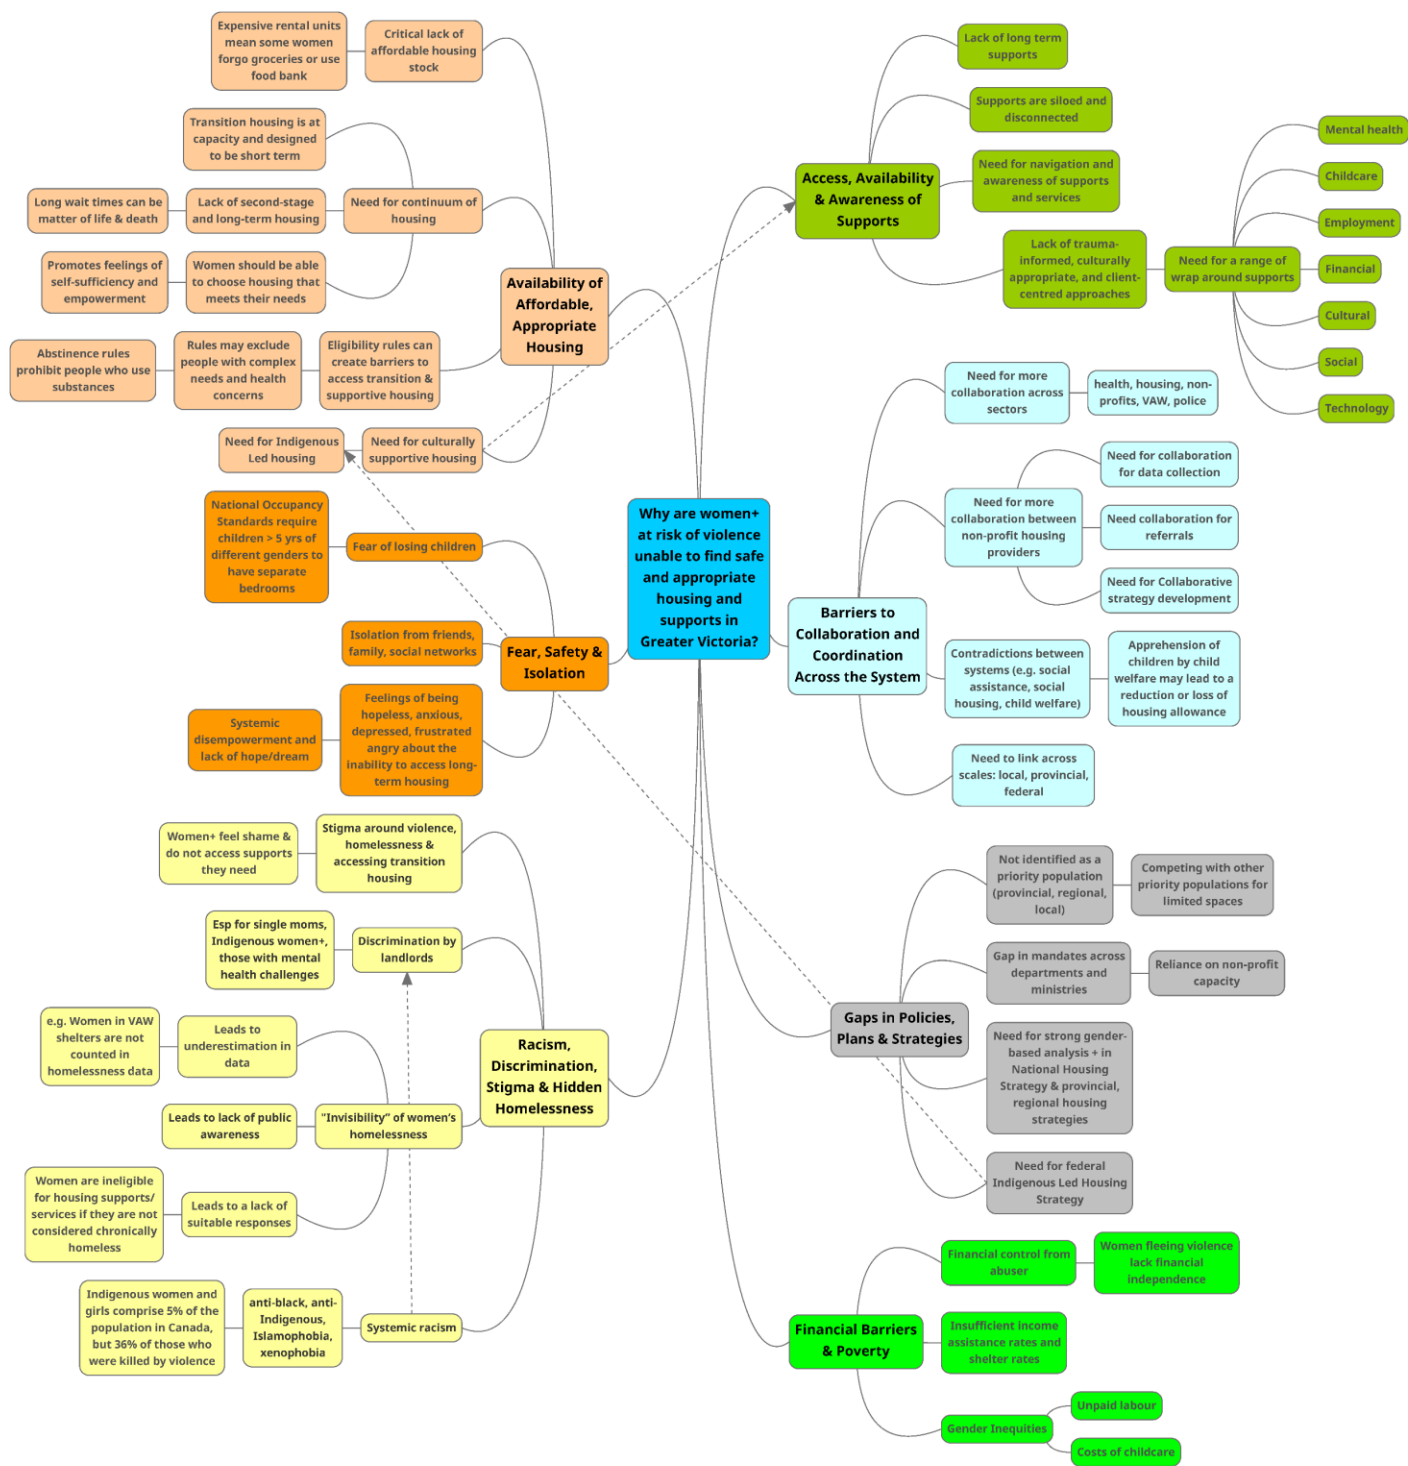 Why are women+
at risk of violence
unable to find safe
and appropriate
housing and
supports in
Greater Victoria?
Availability of
Affordable,
Appropriate
Housing
Critical lack of
affordable housing
stock
Expensive rental units
mean some women
forgo groceries or use
food bank
Need for continuum of
housing
Transition housing is at
capacity and designed
to be short term
Lack of second-stage
and long-term housing
Long wait times can be
matter of life & death
Women should be able
to choose housing that
meets their needs
Promotes feelings of
self-sufficiency and
empowerment
Eligibility rules can
create barriers to
access transition &
supportive housing
Rules may exclude
people with complex
needs and health
concerns
Abstinence rules
prohibit people who use
substances
Need for culturally
supportive housing
Need for Indigenous
Led housing
Fear, Safety &
Isolation
Fear of losing children
National Occupancy
Standards require
children > 5 yrs of
different genders to
have separate
bedrooms
Isolation from friends,
family, social networks
Feelings of being
hopeless, anxious,
depressed, frustrated
angry about the
inability to access long-
term housing
Systemic
disempowerment and
lack of hope/dream
Racism,
Discrimination,
Stigma & Hidden
Homelessness
Stigma around violence,
homelessness &
accessing transition
housing
Women+ feel shame &
do not access supports
they need
Discrimination by
landlords
Esp for single moms,
Indigenous women+,
those with mental
health challenges
"Invisibility” of women’s
homelessness
Leads to
underestimation in
data
e.g. Women in VAW
shelters are not
counted in
homelessness data
Leads to lack of public
awareness
Leads to a lack of
suitable responses
Women are ineligible
for housing supports/
services if they are not
considered chronically
homeless
Systemic racism
anti-black, anti-
Indigenous,
Islamophobia,
xenophobia
Indigenous women and
girls comprise 5% of the
population in Canada,
but 36% of those who
were killed by violence
Access, Availability
& Awareness of
Supports
Lack of long term
supports
Supports are siloed and
disconnected
Need for navigation and
awareness of supports
and services
Lack of trauma-
informed, culturally
appropriate, and client-
centred approaches
Need for a range of
wrap around supports
Mental health
Childcare
Employment
Financial
Cultural
Social
Technology
Barriers to
Collaboration and
Coordination
Across the System
Need for more
collaboration across
sectors
health, housing, non-
profits, VAW, police
Need for more
collaboration between
non-profit housing
providers
Need for collaboration
for data collection
Need collaboration for
referrals
Need for Collaborative
strategy development
Contradictions between
systems (e.g. social
assistance, social
housing, child welfare)
Apprehension of
children by child
welfare may lead to a
reduction or loss of
housing allowance
Need to link across
scales: local, provincial,
federal
Gaps in Policies,
Plans & Strategies
Not identified as a
priority population
(provincial, regional,
local)
Competing with other
priority populations for
limited spaces
Gap in mandates across
departments and
ministries
Reliance on non-profit
capacity
Need for strong gender-
based analysis + in
National Housing
Strategy & provincial,
regional housing
strategies
Need for federal
Indigenous Led Housing
Strategy
Financial Barriers
& Poverty
Financial control from
abuser
Women fleeing violence
lack financial
independence
Insufficient income
assistance rates and
shelter rates
Gender Inequities
Unpaid labour
Costs of childcare